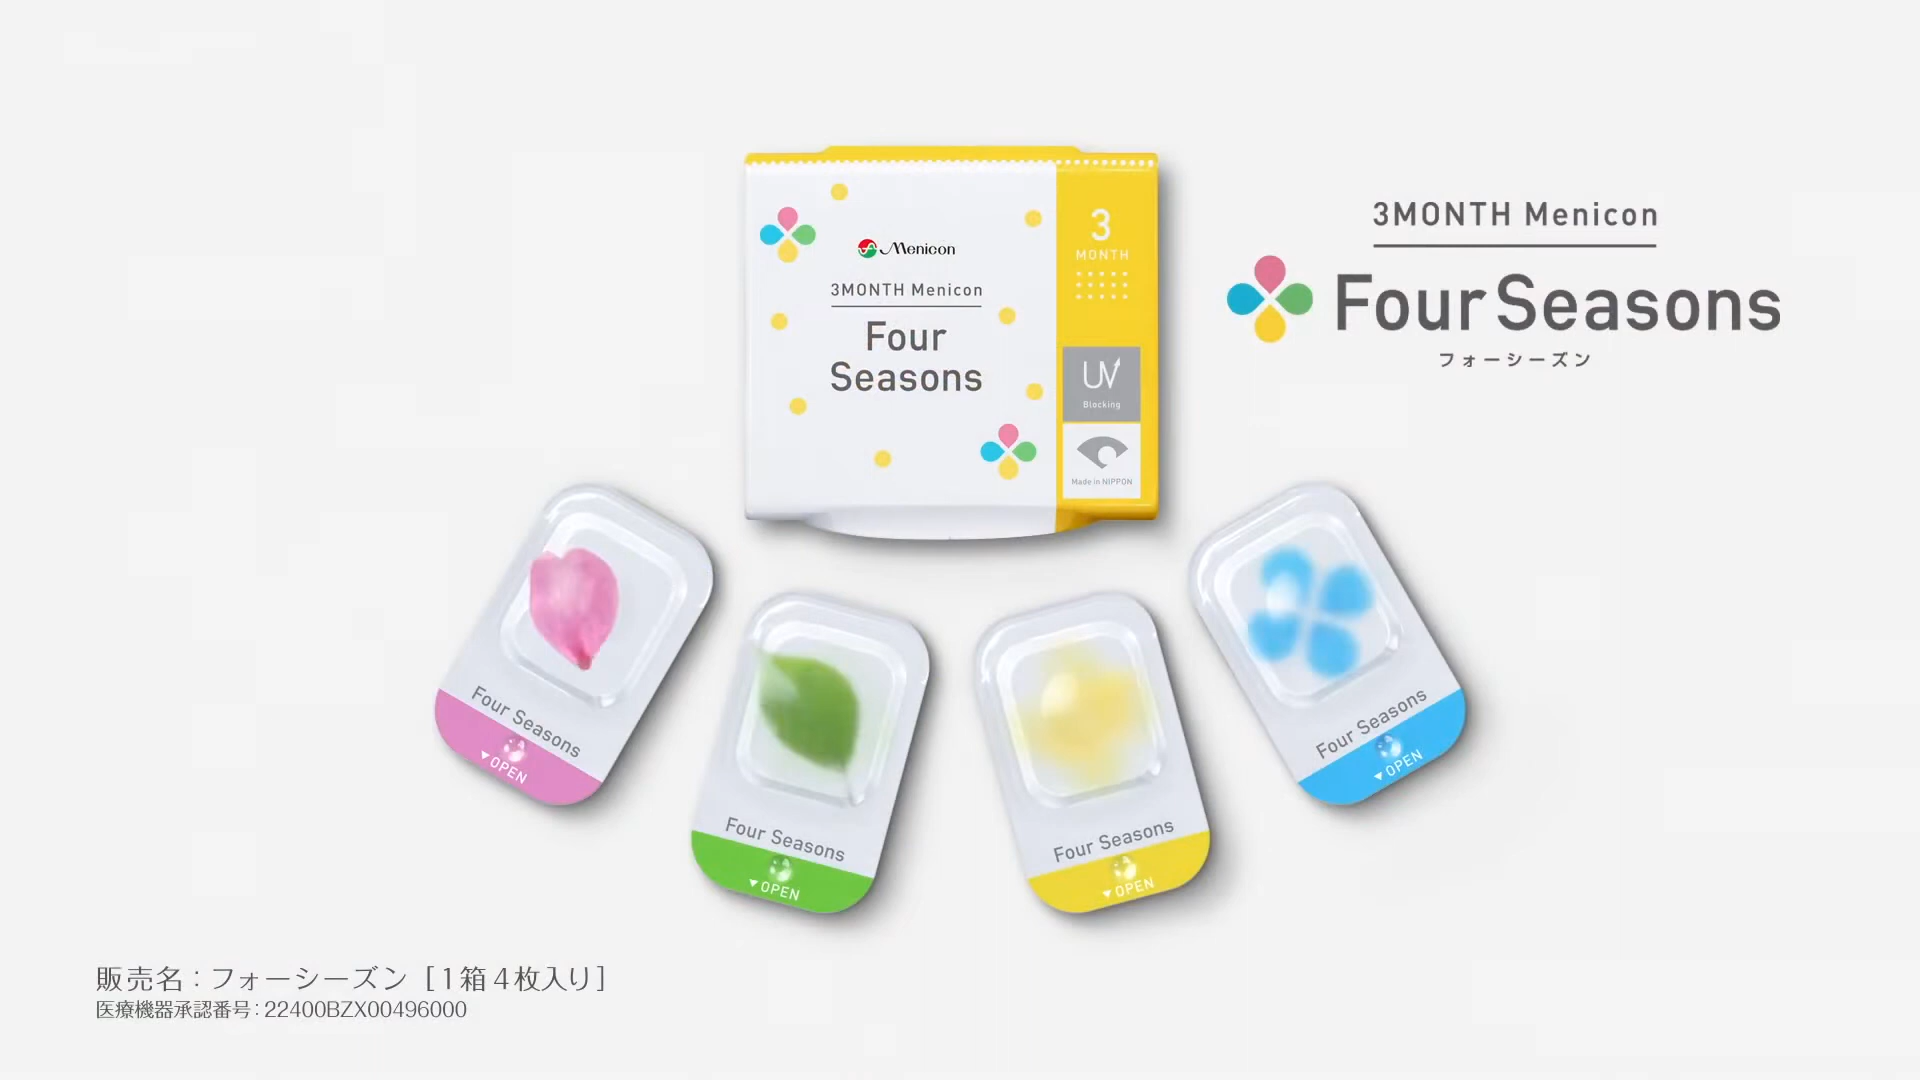 Menicon
3MONTH Menicon
Four
Seasons
3
MONTH
UV
Blocking
Made in NIPPON
3MONTH Menicon
Four Seasons
フォーシーズン
Four Seasons
▼OPEN
Four Seasons
▼OPEN
Four Seasons
▼OPEN
Four Seasons
▼OPEN
販売名：フォーシーズン［1箱4枚入り］
医療機器承認番号：22400BZX00496000